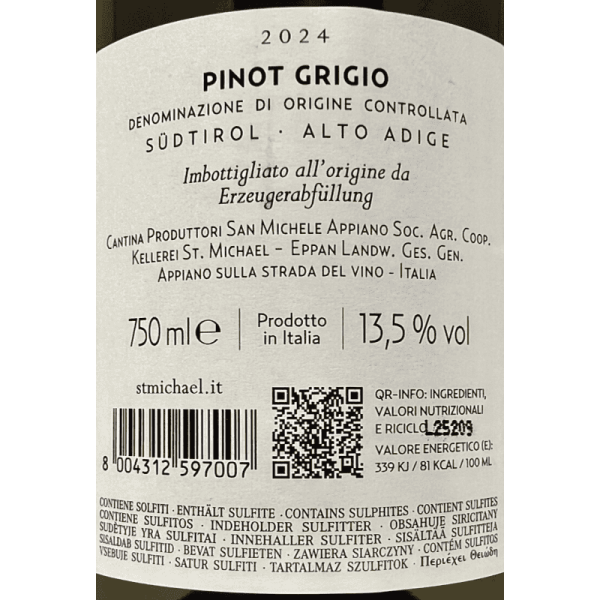 2024
PINOT GRIGIO
DENOMINAZIONE DI ORIGINE CONTROLLATA
SÜDTIROL · ALTO ADIGE
Imbottigliato all'origine da
Erzeugerabfüllung
CANTINA PRODUTTORI SAN MICHELE APPIANO SOC. AGR. COOP.
KELLEREI ST. MICHAEL – EPPAN LANDW. GES. GEN.
APPIANO SULLA STRADA DEL VINO - ITALIA
750 ml e
Prodotto
in Italia
13,5 % vol
stmichael.it
8 004312 597007
QR-INFO: INGREDIENTI,
VALORI NUTRIZIONALI
E RICICLO L25209
VALORE ENERGETICO (E):
339 KJ / 81 KCAL / 100 ML
CONTIENE SOLFITI · ENTHÄLT SULFITE · CONTAINS SULPHITES · CONTIENT SULFITES
CONTIENE SULFITOS · INDEHOLDER SULFITTER · OBSAHUJE SIRICITANY
SUDĖTYJE YRA SULFITAI · INNEHALLER SULFITER · SISÄLTÄÄ SULFITTEJA
SISALDAB SULFITID · BEVAT SULFIETEN · ZAWIERA SIARCZYNY · CONTÉM SULFITOS
VSEBUJE SULFITI · SATUR SULFITI · TARTALMAZ SZULFITOK · Περιέχει Θειώδη